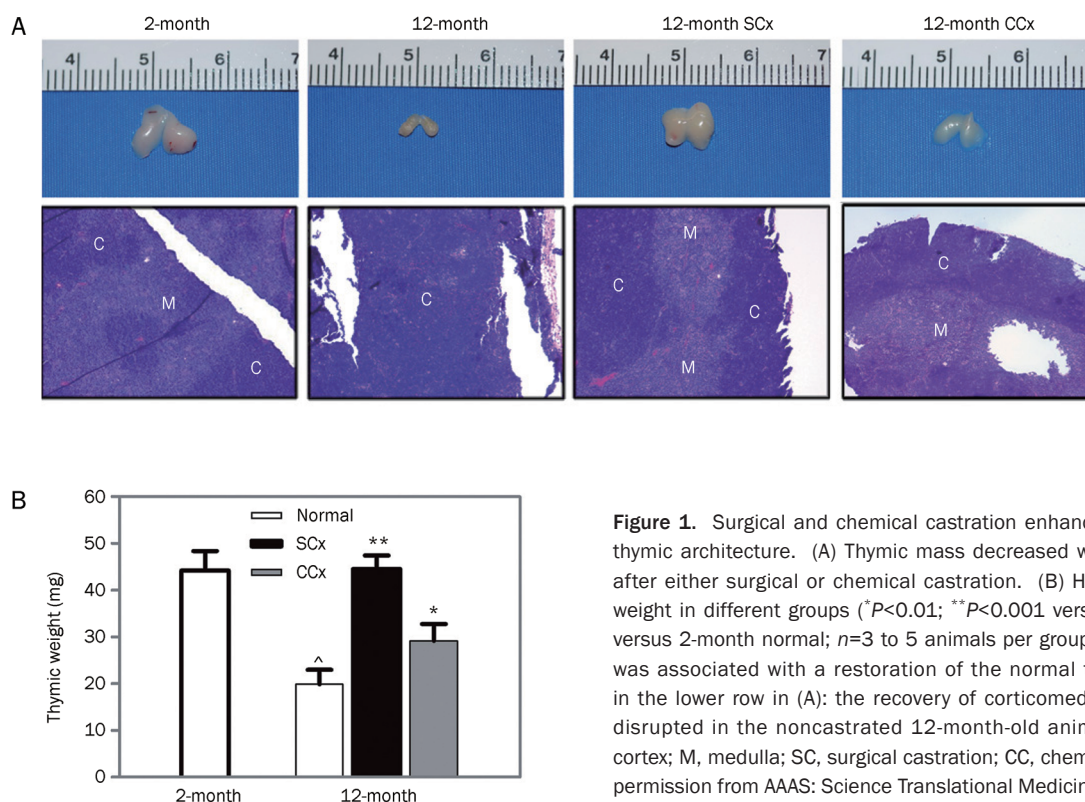 A
2-month
12-month
12-month SCx
12-month CCx
4 5 6 7
4 5 6 7
4 5 6 7
4 5 6 7
C
M
C
C
M
C
C
M
C
M
B
Thymic weight (mg)
60
50
40
30
20
10
0
Normal
SCx
CCx
^
**
*
2-month
12-month
Figure 1. Surgical and chemical castration enhanc
thymic architecture. (A) Thymic mass decreased w
after either surgical or chemical castration. (B) H
weight in different groups (*P<0.01; **P<0.001 vers
versus 2-month normal; n=3 to 5 animals per group
was associated with a restoration of the normal
in the lower row in (A): the recovery of corticomed
disrupted in the noncastrated 12-month-old anim
cortex; M, medulla; SC, surgical castration; CC, chem
permission from AAAS: Science Translational Medicin